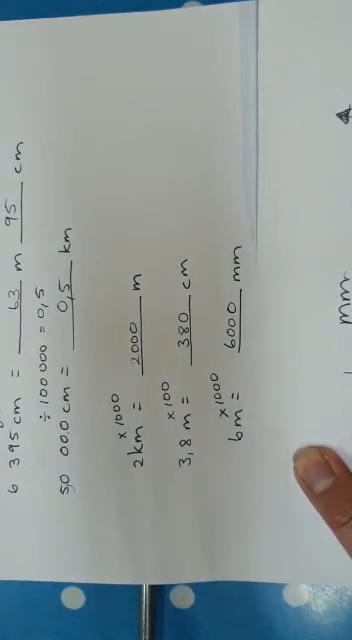 6 395 cm = 63 m 95 cm
÷ 100 000 = 0,5
50 000 cm = 0,5 km
x 1000
2 km = 2000 m
x 100
3,8 m = 380 cm
x 1000
6 m = 6000 mm
mm